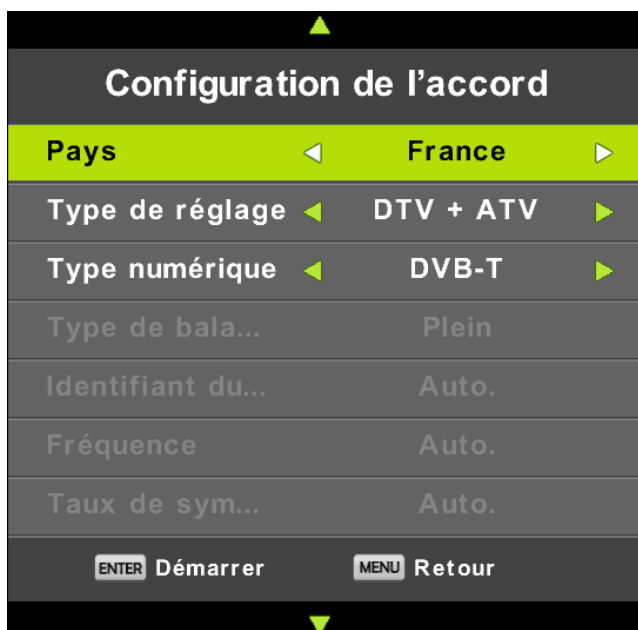 Configuration de l’accord
Pays France
Type de réglage DTV + ATV
Type numérique DVB-T
Type de bala... Plein
Identifiant du... Auto.
Fréquence Auto.
Taux de sym... Auto.
ENTER Démarrer MENU Retour